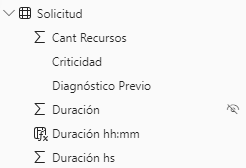 Solicitud
Cant Recursos
Criticidad
Diagnóstico Previo
Duración
Duración hh:mm
Duración hs